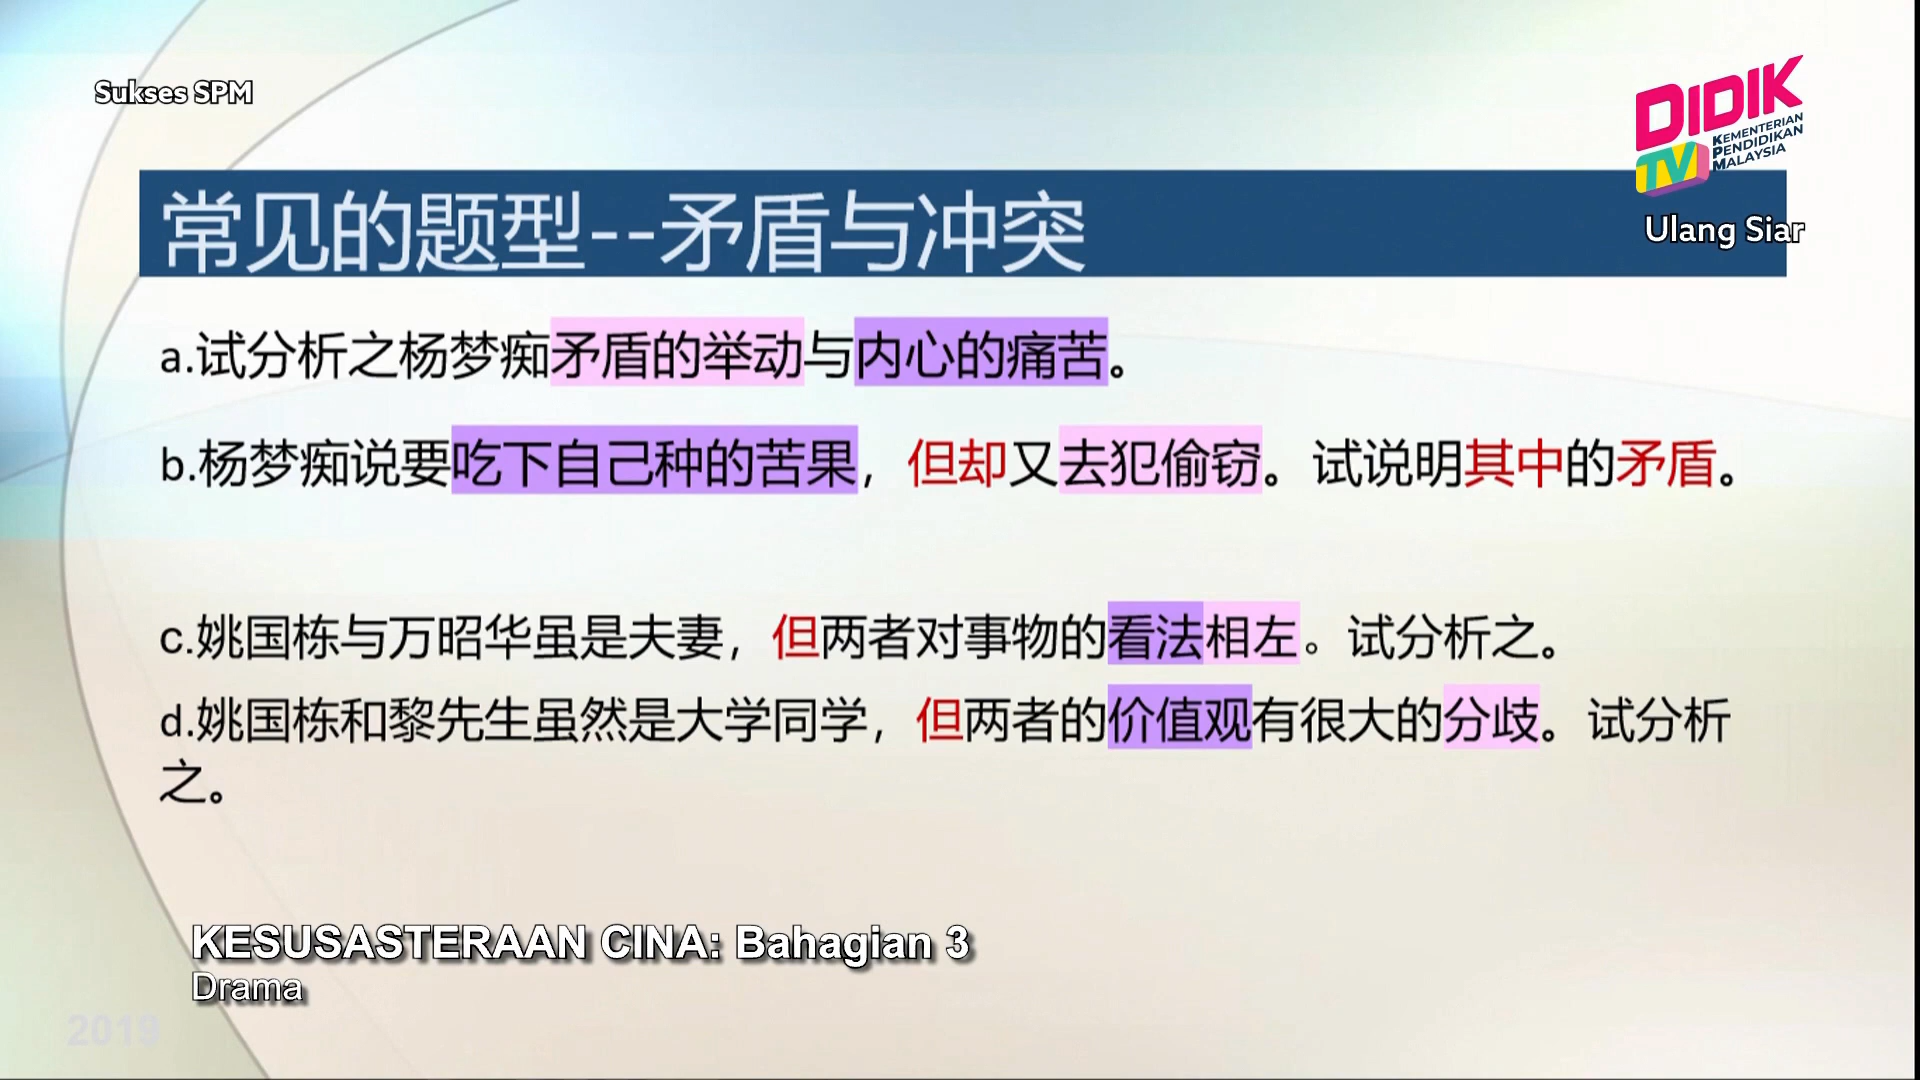 Sukses SPM
DIDIK
TV
KEMENTERIAN
PENDIDIKAN
MALAYSIA
Ulang Siar
常见的题型--矛盾与冲突
a.试分析之杨梦痴矛盾的举动与内心的痛苦。
b.杨梦痴说要吃下自己种的苦果，但却又去犯偷窃。试说明其中的矛盾。
c.姚国栋与万昭华虽是夫妻，但两者对事物的看法相左。试分析之。
d.姚国栋和黎先生虽然是大学同学，但两者的价值观有很大的分歧。试分析
之。
KESUSASTERAAN CINA: Bahagian 3
Drama
2019